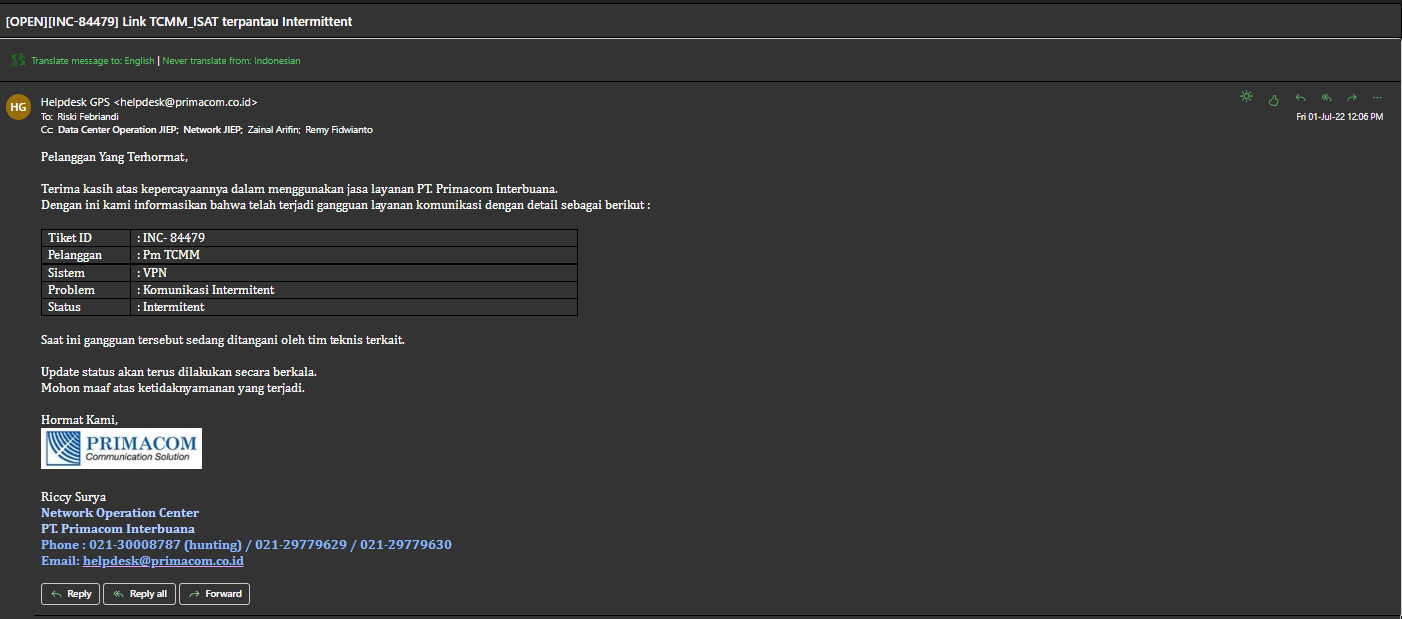 [OPEN][INC-84479] Link TCMM_ISAT terpantau Intermittent
Translate message to: English | Never translate from: Indonesian
HG
Helpdesk GPS <helpdesk@primacom.co.id>
To: Riski Febriandi
Cc: Data Center Operation JIEP; Network JIEP; Zainal Arifin; Remy Fidwianto
Fri 01-Jul-22 12:06 PM
Pelanggan Yang Terhormat,
Terima kasih atas kepercayaannya dalam menggunakan jasa layanan PT. Primacom Interbuana.
Dengan ini kami informasikan bahwa telah terjadi gangguan layanan komunikasi dengan detail sebagai berikut :
Tiket ID : INC- 84479
Pelanggan : Pm TCMM
Sistem : VPN
Problem : Komunikasi Intermitent
Status : Intermitent
Saat ini gangguan tersebut sedang ditangani oleh tim teknis terkait.
Update status akan terus dilakukan secara berkala.
Mohon maaf atas ketidaknyamanan yang terjadi.
Hormat Kami,
PRIMACOM
Communication Solution
Riccy Surya
Network Operation Center
PT. Primacom Interbuana
Phone : 021-30008787 (hunting) / 021-29779629 / 021-29779630
Email: helpdesk@primacom.co.id
Reply Reply all Forward